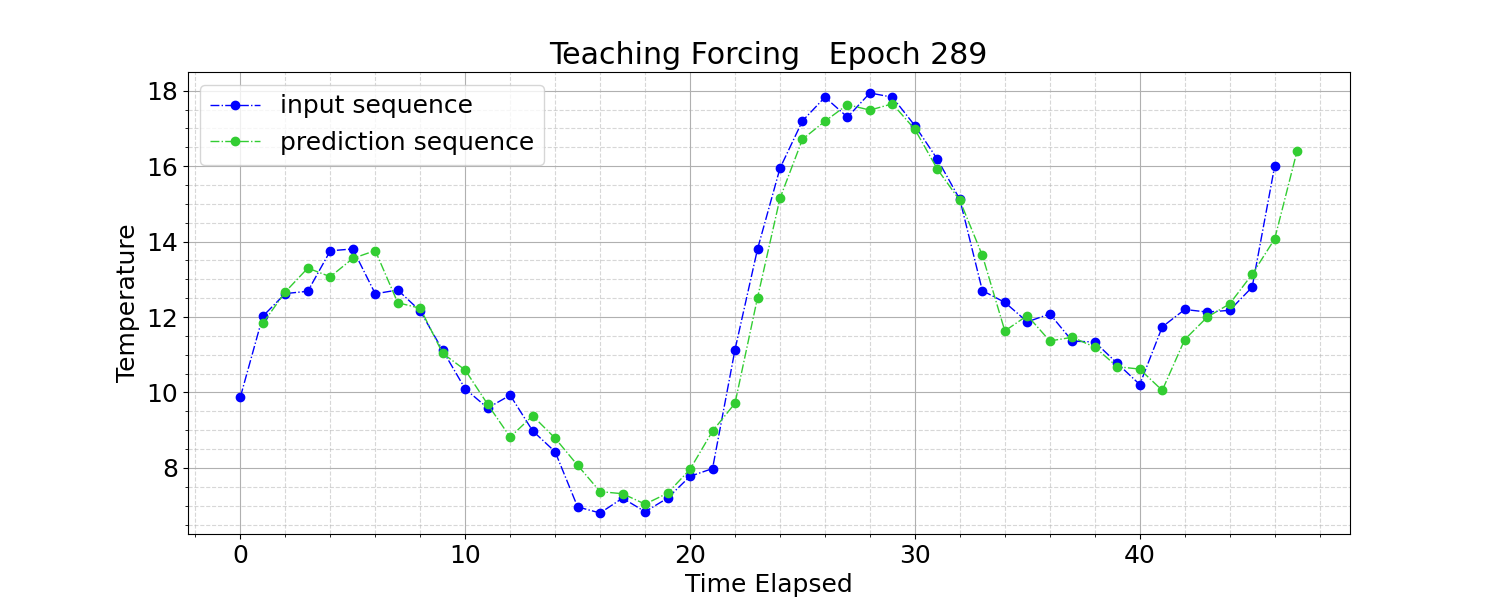 Teaching Forcing   Epoch 289
input sequence
prediction sequence
Temperature
18
16
14
12
10
8
0 10 20 30 40
Time Elapsed